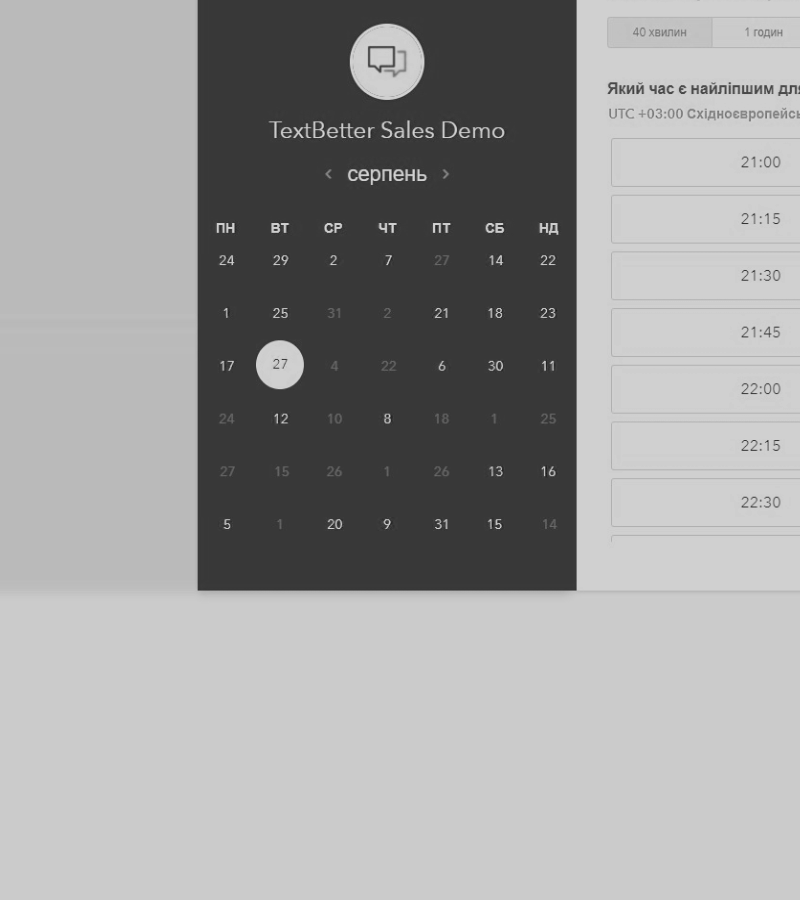 40 хвилин 1 годин
Який час є найліпшим для
UTC +03:00 Східноєвропейсь
TextBetter Sales Demo
серпень
ПН ВТ СР ЧТ ПТ СБ НД
24 29 2 7 27 14 22
1 25 31 2 21 18 23
17 27 4 22 6 30 11
24 12 10 8 18 1 25
27 15 26 1 26 13 16
5 1 20 9 31 15 14
21:00
21:15
21:30
21:45
22:00
22:15
22:30